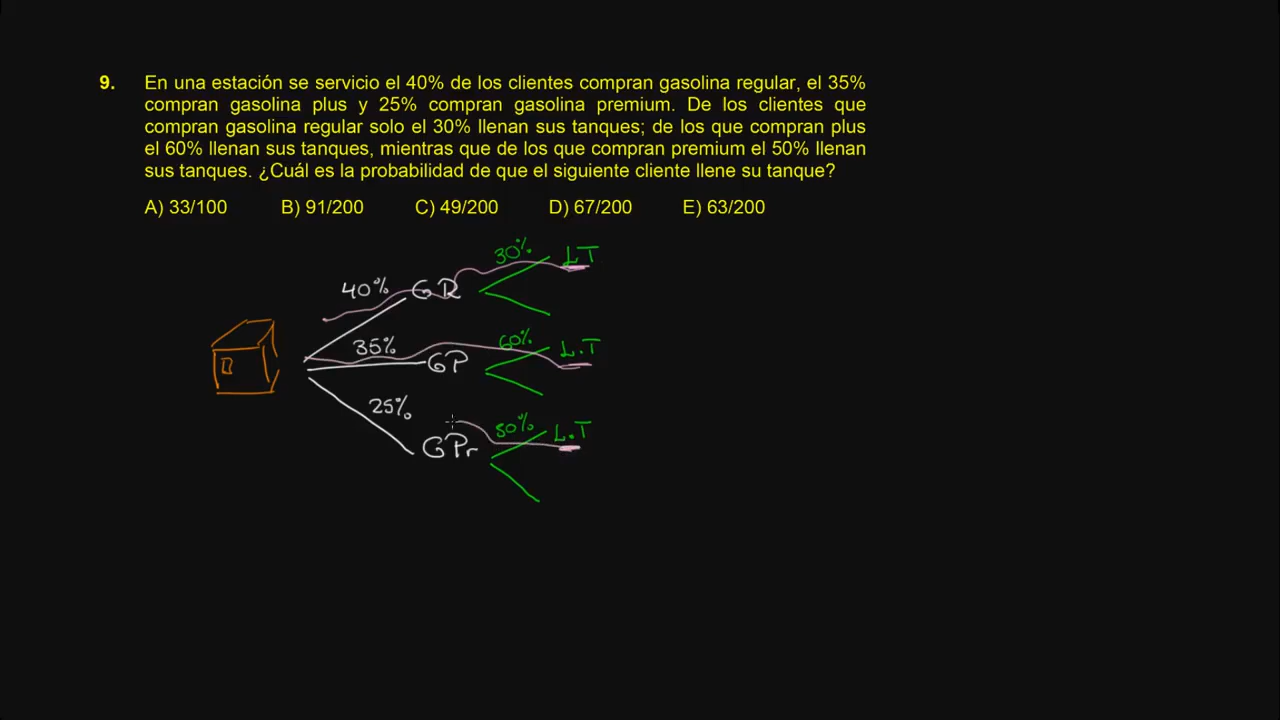 9. En una estación se servicio el 40% de los clientes compran gasolina regular, el 35%
compran gasolina plus y 25% compran gasolina premium. De los clientes que
compran gasolina regular solo el 30% llenan sus tanques; de los que compran plus
el 60% llenan sus tanques, mientras que de los que compran premium el 50% llenan
sus tanques. ¿Cuál es la probabilidad de que el siguiente cliente llene su tanque?
A) 33/100 B) 91/200 C) 49/200 D) 67/200 E) 63/200
30% LT
40% GR
60% L.T
35% GP
25%
50% L.T
GPr